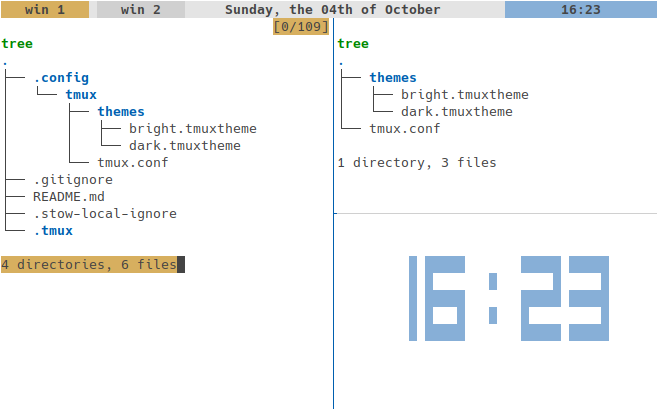 win 1 win 2 Sunday, the 04th of October 16:23
[0/109]
tree
.
├── .config
│   └── tmux
│       ├── themes
│       │   ├── bright.tmuxtheme
│       │   └── dark.tmuxtheme
│       └── tmux.conf
├── .gitignore
├── README.md
├── .stow-local-ignore
└── .tmux
4 directories, 6 files
tree
.
├── themes
│   ├── bright.tmuxtheme
│   └── dark.tmuxtheme
└── tmux.conf
1 directory, 3 files
16:23